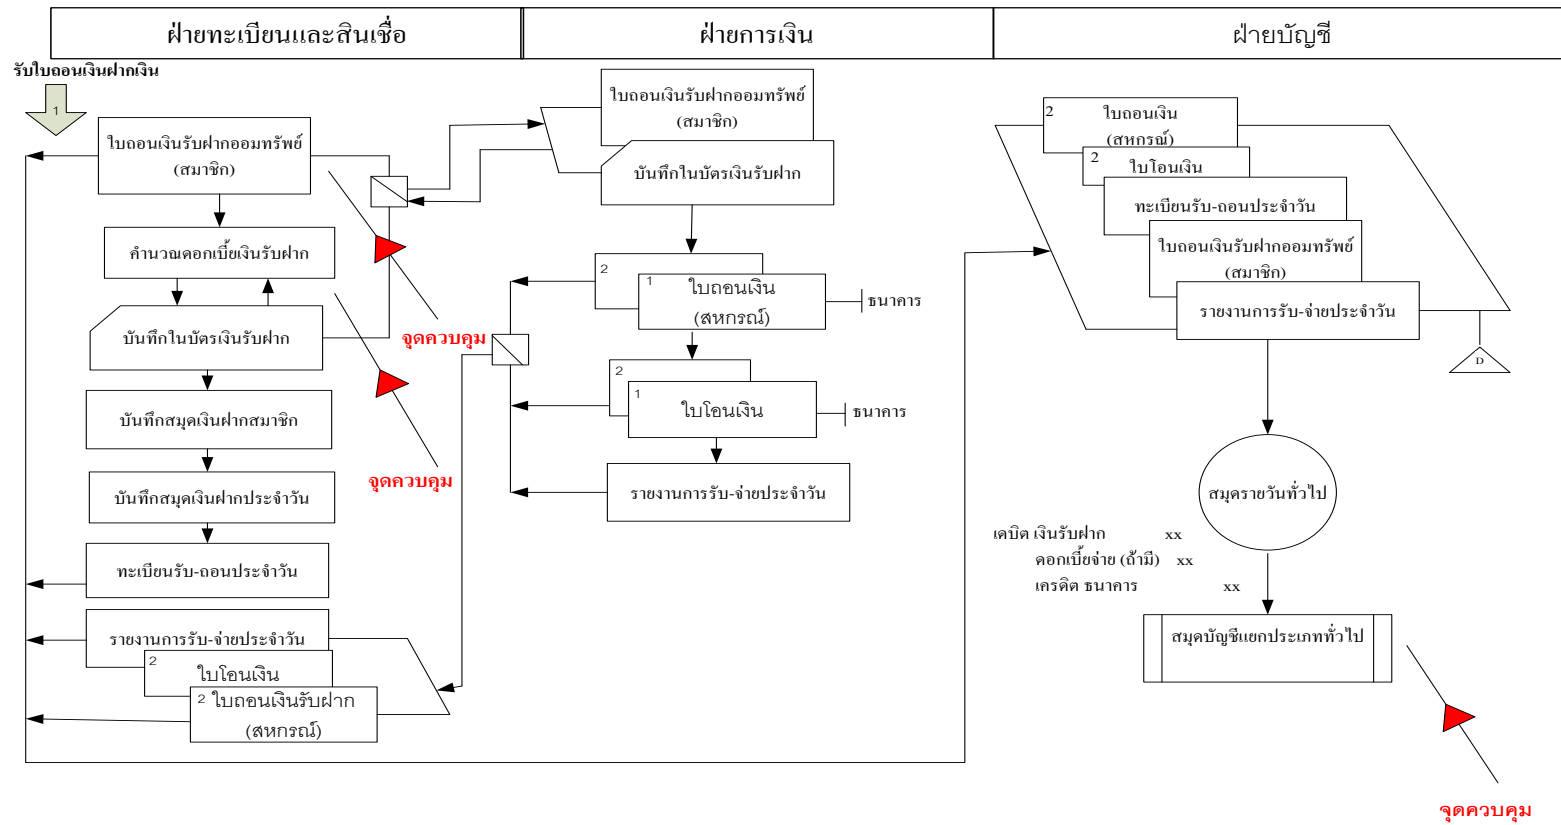 ฝ่ายทะเบียนและสินเชื่อ
ฝ่ายการเงิน
ฝ่ายบัญชี
รับใบถอนเงินฝากเงิน
1
ใบถอนเงินรับฝากออมทรัพย์
(สมาชิก)
คำนวณดอกเบี้ยเงินรับฝาก
บันทึกในบัตรเงินรับฝาก
บันทึกสมุดเงินฝากสมาชิก
บันทึกสมุดเงินฝากประจำวัน
ทะเบียนรับ-ถอนประจำวัน
รายงานการรับ-จ่ายประจำวัน
2
ใบโอนเงิน
2 ใบถอนเงินรับฝาก
(สหกรณ์)
จุดควบคุม
จุดควบคุม
ใบถอนเงินรับฝากออมทรัพย์
(สมาชิก)
บันทึกในบัตรเงินรับฝาก
2
1
ใบถอนเงิน
(สหกรณ์)
ธนาคาร
2
1
ใบโอนเงิน
ธนาคาร
รายงานการรับ-จ่ายประจำวัน
2
ใบถอนเงิน
(สหกรณ์)
2
ใบโอนเงิน
ทะเบียนรับ-ถอนประจำวัน
ใบถอนเงินรับฝากออมทรัพย์
(สมาชิก)
รายงานการรับ-จ่ายประจำวัน
D
สมุดรายวันทั่วไป
เดบิต เงินรับฝาก xx
ดอกเบี้ยจ่าย (ถ้ามี) xx
เครดิต ธนาคาร xx
สมุดบัญชีแยกประเภททั่วไป
จุดควบคุม